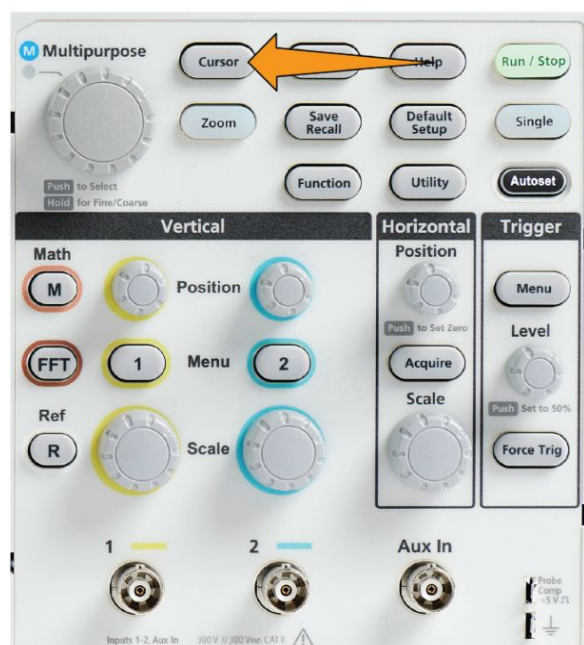 M Multipurpose
Cursor
Help
Run / Stop
Zoom
Save
Recall
Default
Setup
Single
Push to Select
Hold for Fine/Coarse
Function
Utility
Autoset
Vertical
Horizontal
Trigger
Math
M
Position
Position
Push to Set Zero
Menu
FFT
1
Menu
2
Acquire
Level
Push Set to 50%
Ref
R
Scale
Scale
Force Trig
1
2
Aux In
Probe
Comp
Inputs 1-2, Aux In
300 V
CAT II